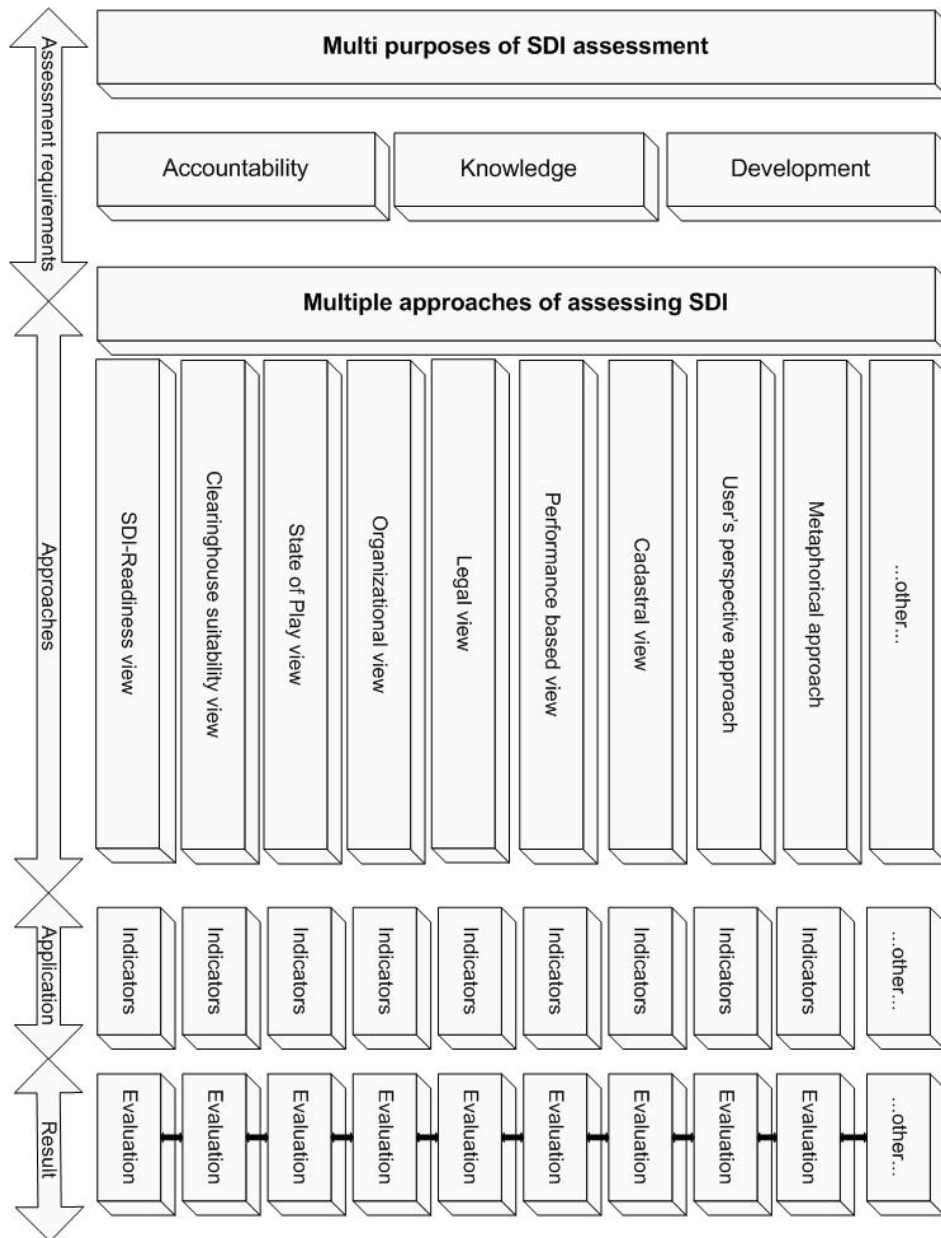 Assessment requirements
Multi purposes of SDI assessment
Accountability
Knowledge
Development
Approaches
Multiple approaches of assessing SDI
SDI-Readiness view
Clearinghouse suitability view
State of Play view
Organizational view
Legal view
Performance based view
Cadastral view
User's perspective approach
Metaphorical approach
...other...
Application
Indicators
Indicators
Indicators
Indicators
Indicators
Indicators
Indicators
Indicators
Indicators
...other...
Result
Evaluation
Evaluation
Evaluation
Evaluation
Evaluation
Evaluation
Evaluation
Evaluation
Evaluation
...other...